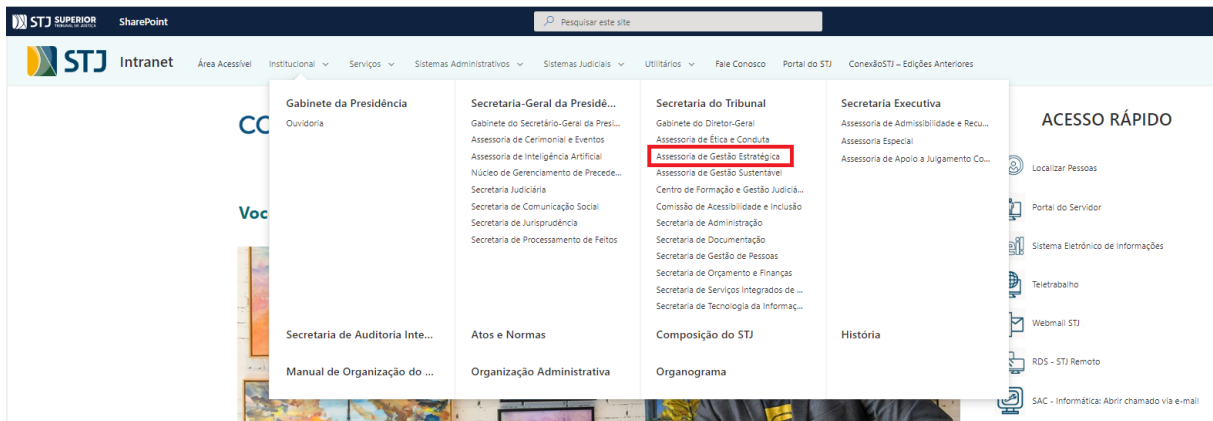 STJ SUPERIOR TRIBUNAL DE JUSTIÇA SharePoint Pesquisar este site
STJ Intranet Área Acessível Institucional Serviços Sistemas Administrativos Sistemas Judiciais Utilitários Fale Conosco Portal do STJ ConexãoSTJ – Edições Anteriores
CO
Voc
Gabinete da Presidência
Ouvidoria
Secretaria-Geral da Presidê...
Gabinete do Secretário-Geral da Presi...
Assessoria de Cerimonial e Eventos
Assessoria de Inteligência Artificial
Núcleo de Gerenciamento de Precede...
Secretaria Judiciária
Secretaria de Comunicação Social
Secretaria de Jurisprudência
Secretaria de Processamento de Feitos
Secretaria do Tribunal
Gabinete do Diretor-Geral
Assessoria de Ética e Conduta
Assessoria de Gestão Estratégica
Assessoria de Gestão Sustentável
Centro de Formação e Gestão Judiciá...
Comissão de Acessibilidade e Inclusão
Secretaria de Administração
Secretaria de Documentação
Secretaria de Gestão de Pessoas
Secretaria de Orçamento e Finanças
Secretaria de Serviços Integrados de ...
Secretaria de Tecnologia da Informaç...
Secretaria Executiva
Assessoria de Admissibilidade e Recu...
Assessoria Especial
Assessoria de Apoio a Julgamento Co...
Secretaria de Auditoria Inte...
Atos e Normas
Composição do STJ
História
Manual de Organização do ...
Organização Administrativa
Organograma
ACESSO RÁPIDO
Localizar Pessoas
Portal do Servidor
Sistema Eletrônico de Informações
Teletrabalho
Webmail STJ
RDS - STJ Remoto
SAC - Informática: Abrir chamado via e-mail